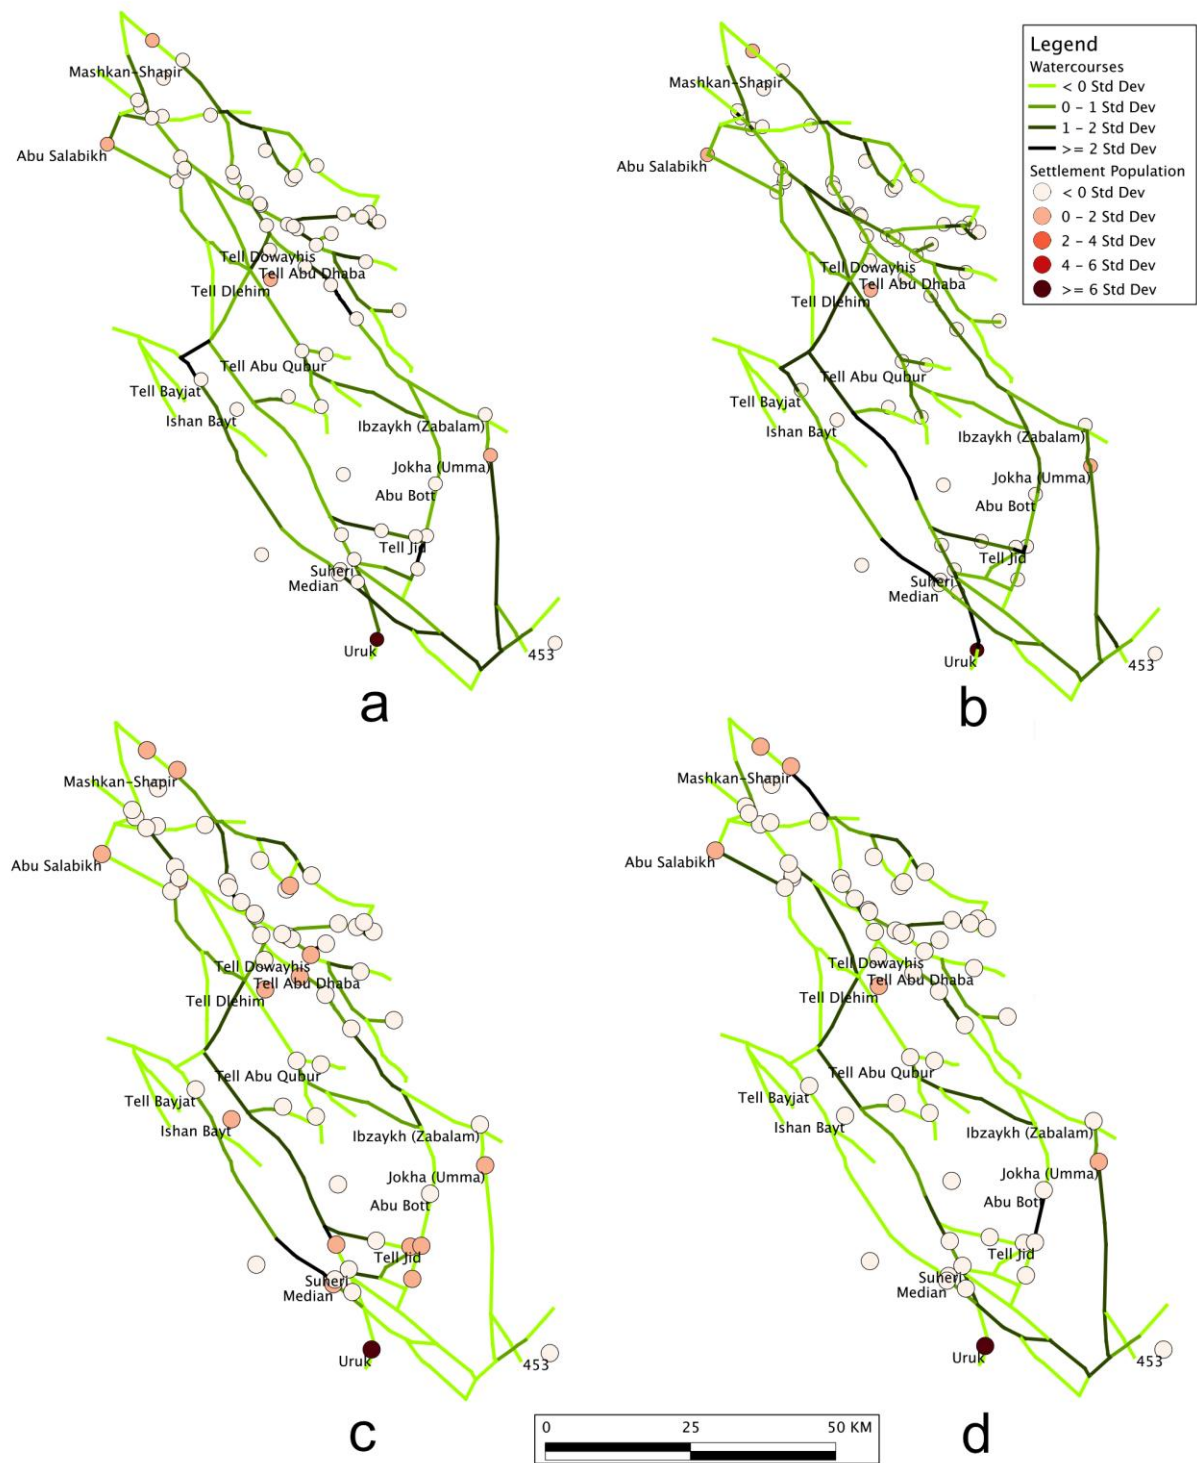 Mashkan-Shapir
Abu Salabikh
Tell Dowayhis
Tell Abu Dhaba
Tell Dlehim
Tell Abu Qubur
Tell Bayjat
Ishan Bayt
Ibzaykh (Zabalam)
Jokha (Umma)
Abu Bott
Tell Jid
Suheri
Median
Uruk
453
a
Mashkan-Shapir
Abu Salabikh
Tell Dowayhis
Tell Abu Dhaba
Tell Dlehim
Tell Abu Qubur
Tell Bayjat
Ishan Bayt
Ibzaykh (Zabalam)
Jokha (Umma)
Abu Bott
Tell Jid
Suheri
Median
Uruk
453
b
Legend
Watercourses
< 0 Std Dev
0 - 1 Std Dev
1 - 2 Std Dev
>= 2 Std Dev
Settlement Population
< 0 Std Dev
0 - 2 Std Dev
2 - 4 Std Dev
4 - 6 Std Dev
>= 6 Std Dev
Mashkan-Shapir
Abu Salabikh
Tell Dowayhis
Tell Abu Dhaba
Tell Dlehim
Tell Abu Qubur
Tell Bayjat
Ishan Bayt
Ibzaykh (Zabalam)
Jokha (Umma)
Abu Bott
Tell Jid
Suheri
Median
Uruk
453
c
Mashkan-Shapir
Abu Salabikh
Tell Dowayhis
Tell Abu Dhaba
Tell Dlehim
Tell Abu Qubur
Tell Bayjat
Ishan Bayt
Ibzaykh (Zabalam)
Jokha (Umma)
Abu Bott
Tell Jid
Suheri
Median
Uruk
453
d
0 25 50 KM